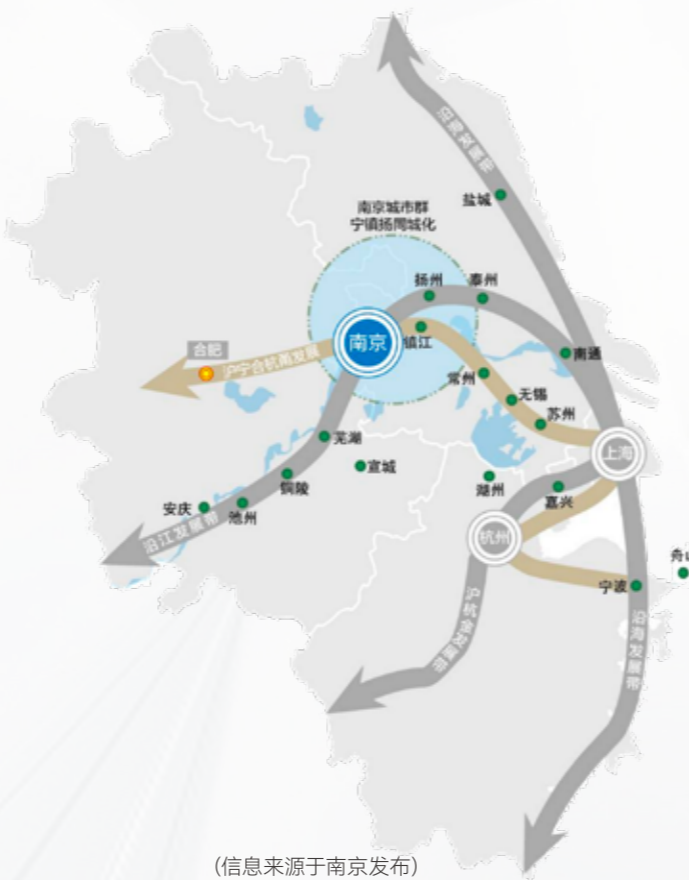 沿海发展带
盐城
南京城市群
宁镇扬同城化
扬州
泰州
南京
镇江
合肥
沪宁合杭甬发展
南通
常州
无锡
苏州
芜湖
上海
宣城
铜陵
湖州
嘉兴
安庆
池州
沿江发展带
杭州
舟山
宁波
沪杭金发展带
沿海发展带
(信息来源于南京发布)